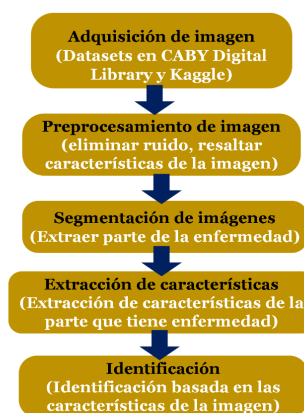 Adquisición de imagen
(Datasets en CABY Digital
Library y Kaggle)
Preprocesamiento de imagen
(eliminar ruido, resaltar
características de la imagen)
Segmentación de imágenes
(Extraer parte de la enfermedad)
Extracción de características
(Extracción de características de la
parte que tiene enfermedad)
Identificación
(Identificación basada en las
características de la imagen)